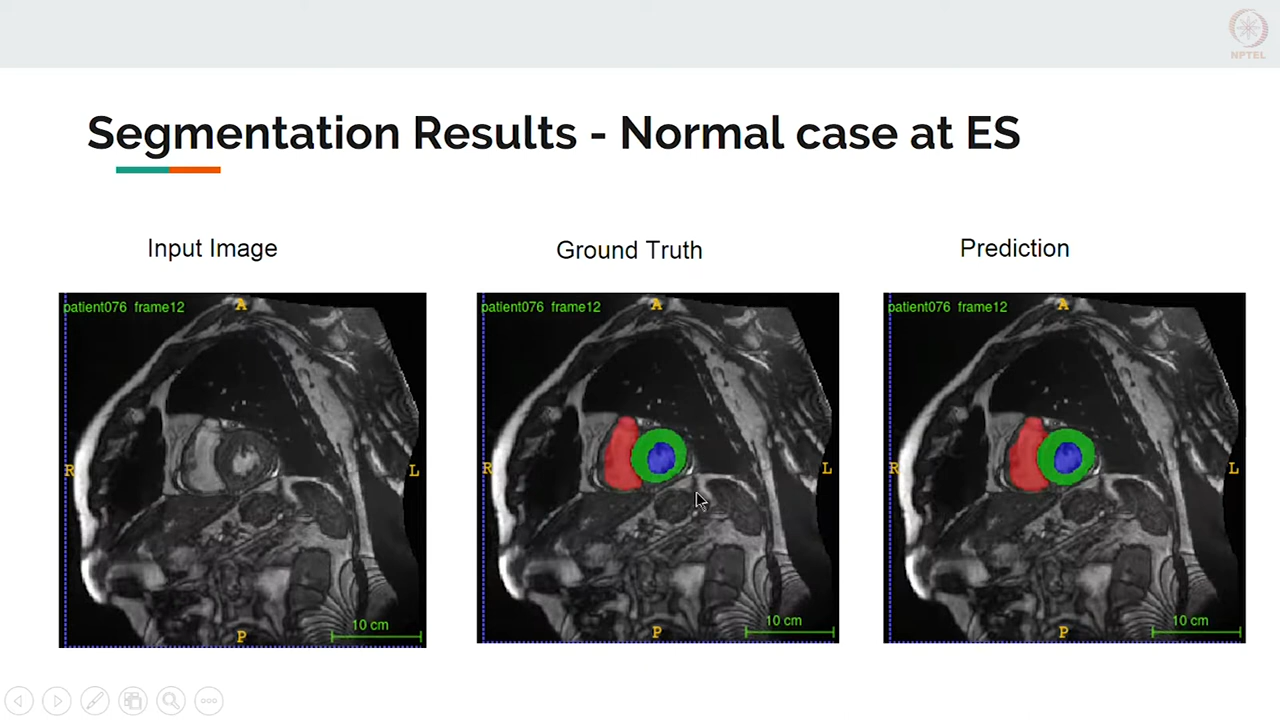 NPTEL
Segmentation Results - Normal case at ES
Input Image
Ground Truth
Prediction
patient076 frame12
A
R
L
10 cm
P
patient076 frame12
A
R
L
10 cm
P
patient076 frame12
A
R
L
10 cm
P